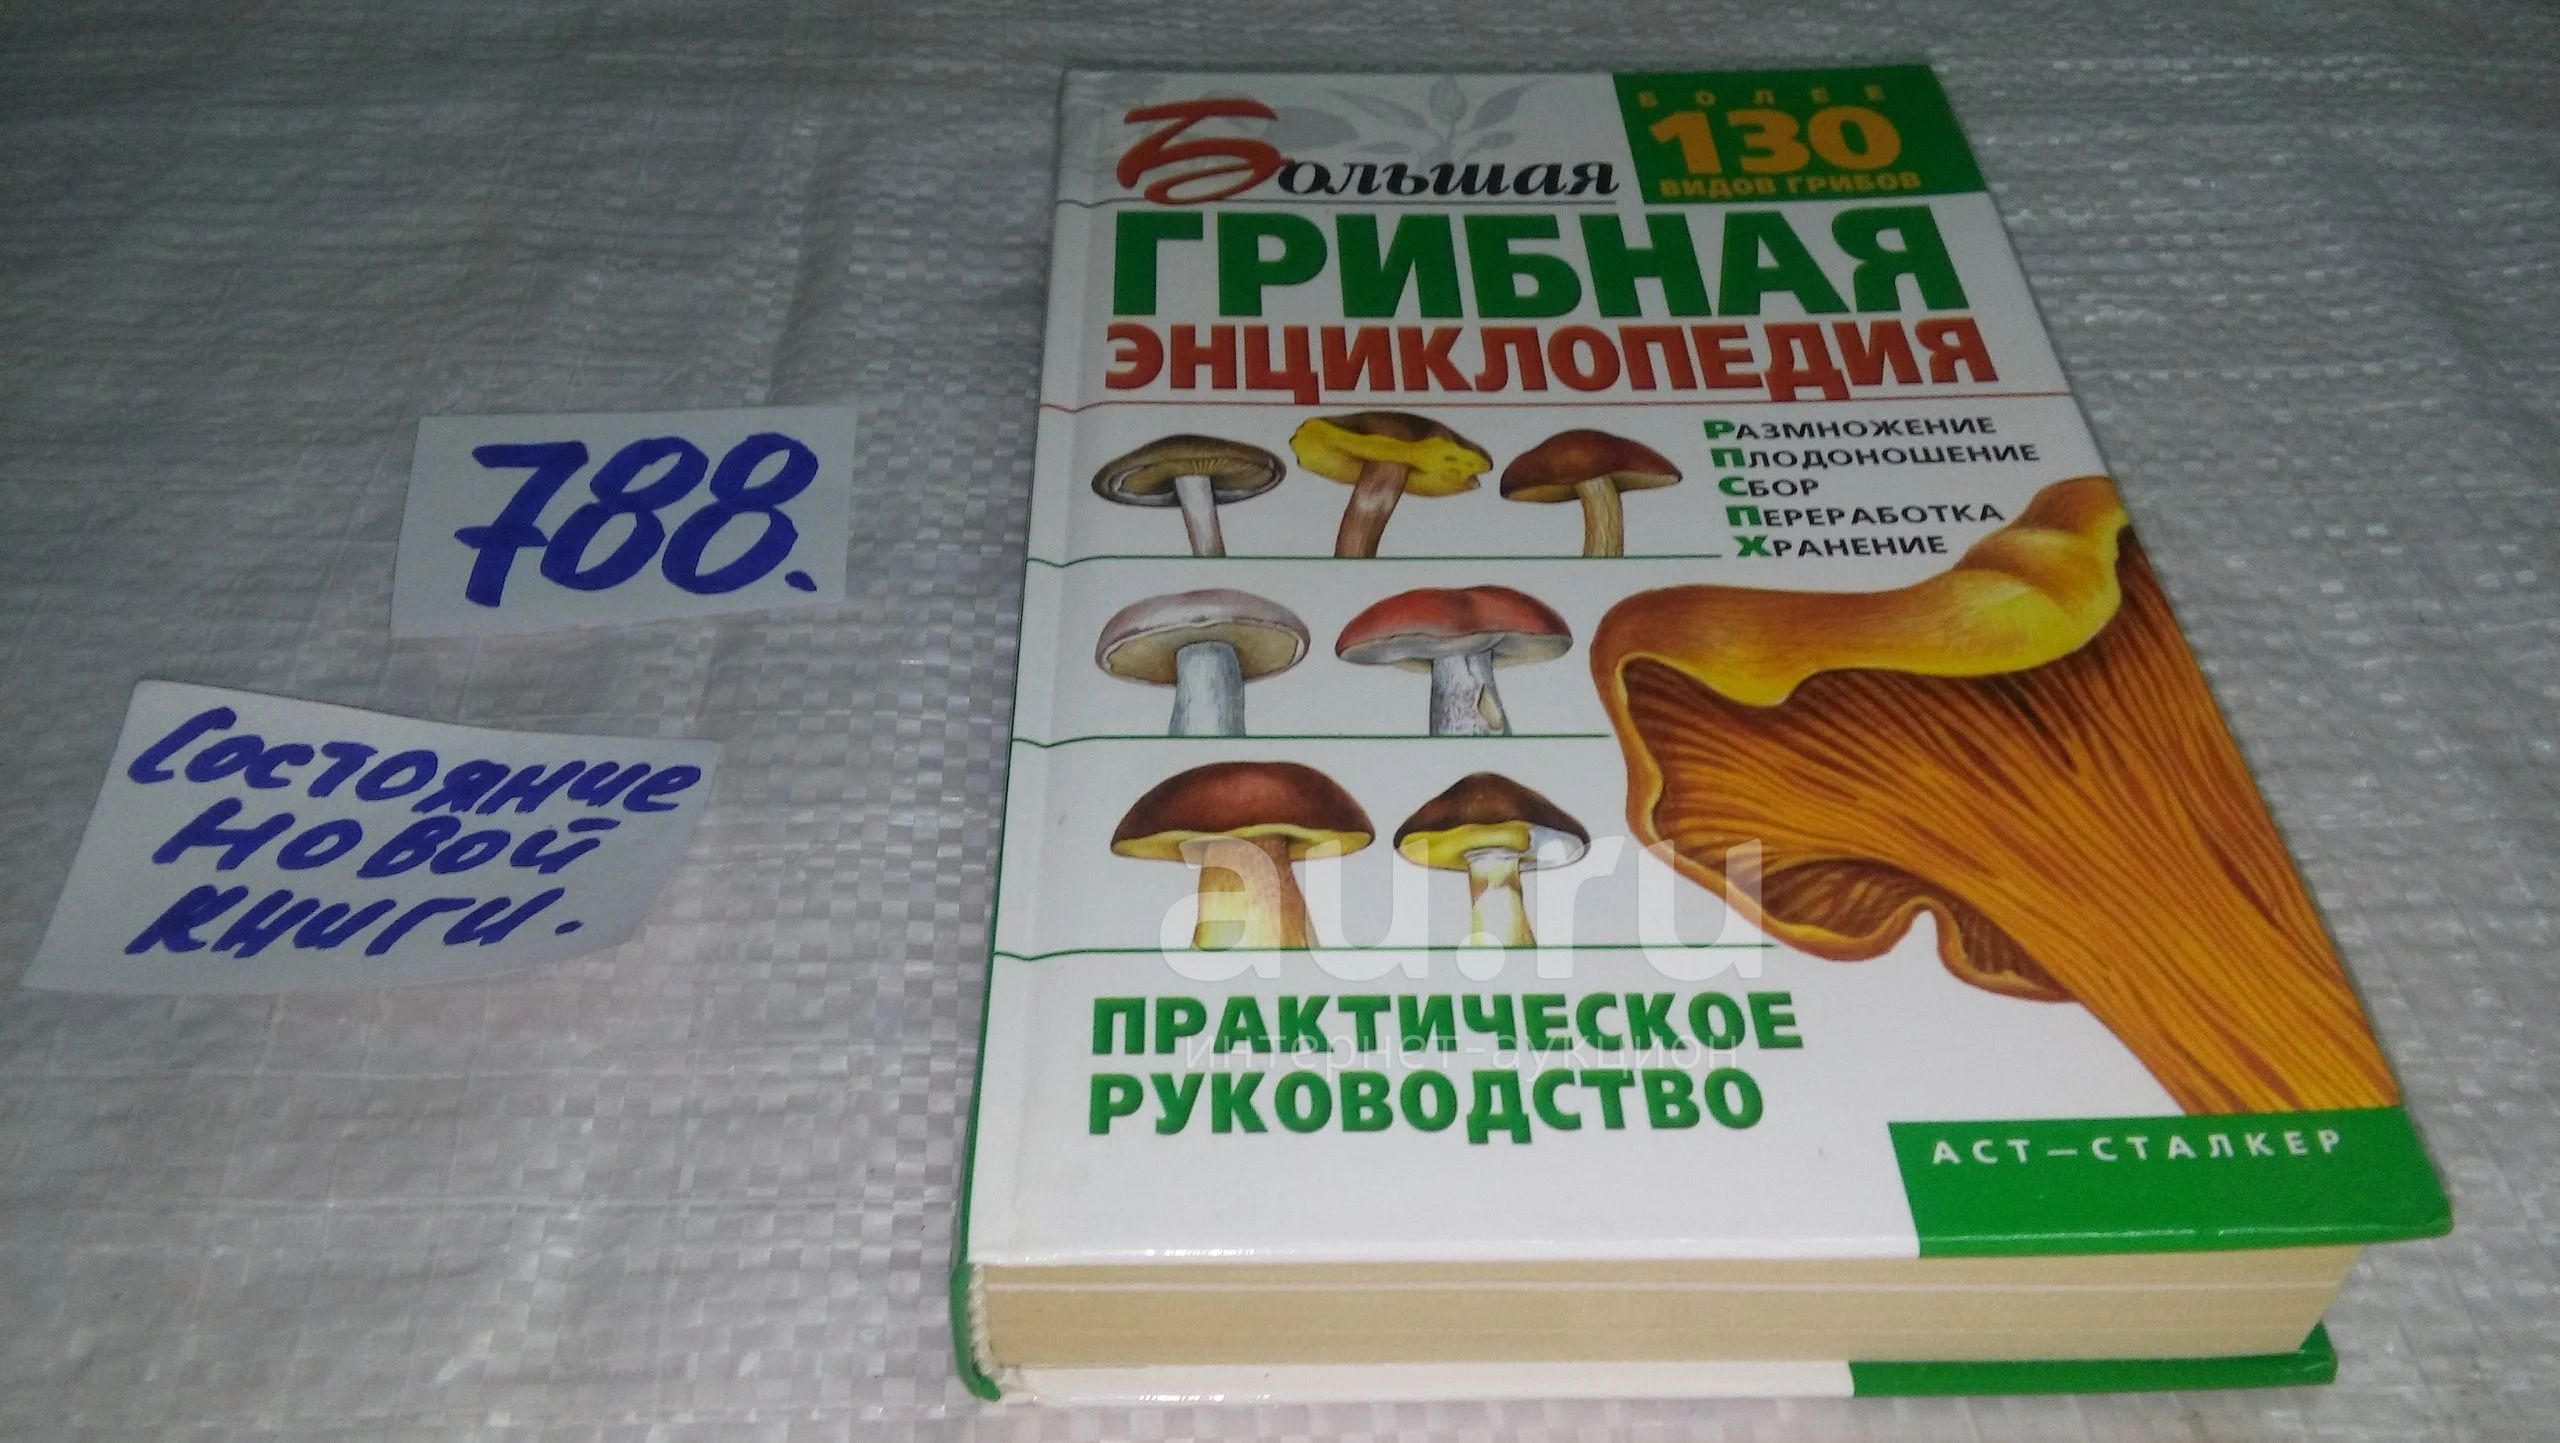 788.
Состояние
новой
книги.
Большая
БОЛЕЕ
130
ВИДОВ ГРИБОВ
ГРИБНАЯ
ЭНЦИКЛОПЕДИЯ
РАЗМНОЖЕНИЕ
ПЛОДОНОШЕНИЕ
СБОР
ПЕРЕРАБОТКА
ХРАНЕНИЕ
au.ru
интернет-аукцион
ПРАКТИЧЕСКОЕ
РУКОВОДСТВО
АСТ—СТАЛКЕР